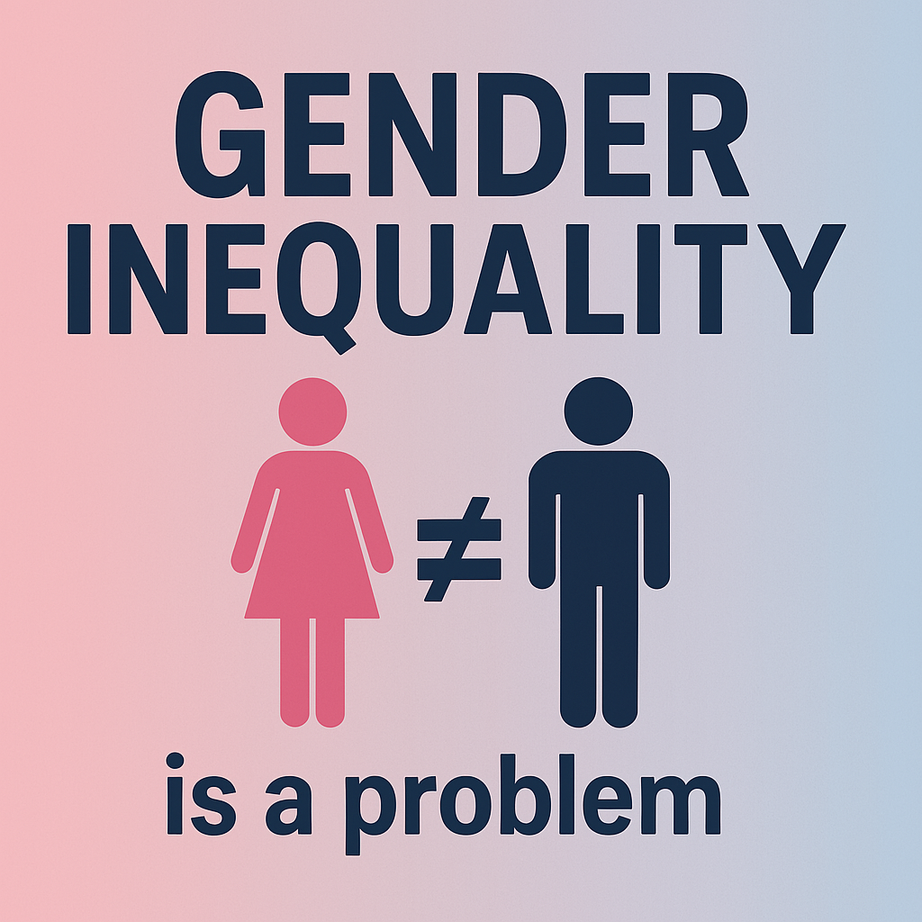 GENDER
INEQUALITY
≠
is a problem